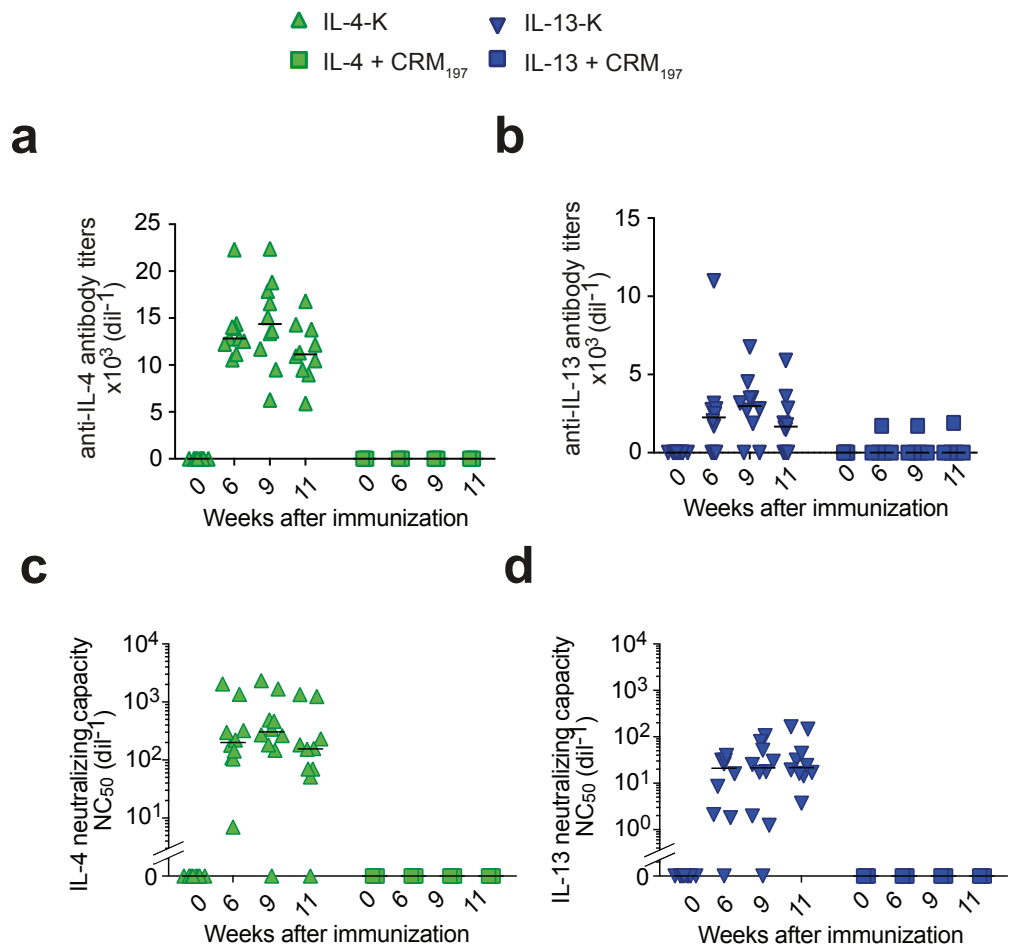 IL-4-K
IL-13-K
IL-4 + CRM197
IL-13 + CRM197
a
b
anti-IL-4 antibody titers
x10³ (dil⁻¹)
25
20
15
10
5
0
0 6 9 11 0 6 9 11
Weeks after immunization
anti-IL-13 antibody titers
x10³ (dil⁻¹)
15
10
5
0
0 6 9 11 0 6 9 11
Weeks after immunization
c
d
IL-4 neutralizing capacity
NC50 (dil⁻¹)
10⁴
10³
10²
10¹
0
0 6 9 11 0 6 9 11
Weeks after immunization
IL-13 neutralizing capacity
NC50 (dil⁻¹)
10⁴
10³
10²
10¹
10⁰
0
0 6 9 11 0 6 9 11
Weeks after immunization